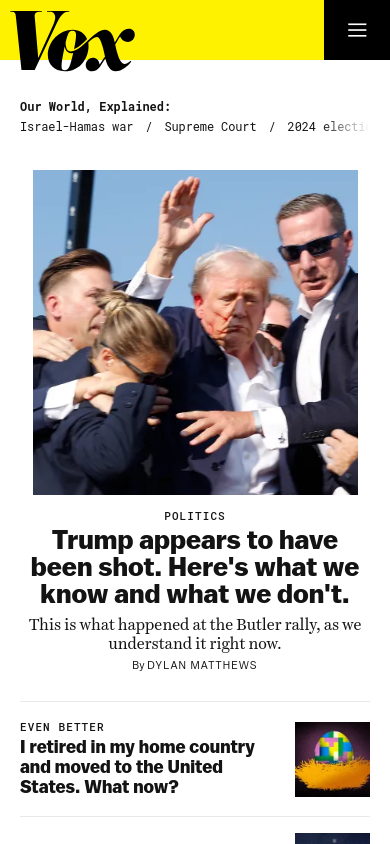 Vox
Our World, Explained:
Israel-Hamas war / Supreme Court / 2024 electi
POLITICS
Trump appears to have
been shot. Here's what we
know and what we don't.
This is what happened at the Butler rally, as we
understand it right now.
By DYLAN MATTHEWS
EVEN BETTER
I retired in my home country
and moved to the United
States. What now?